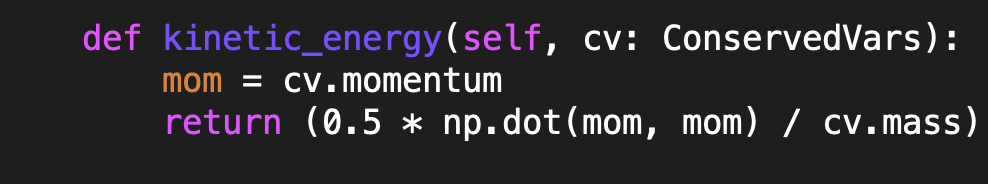 def kinetic_energy(self, cv: ConservedVars):
mom = cv.momentum
return (0.5 * np.dot(mom, mom) / cv.mass)